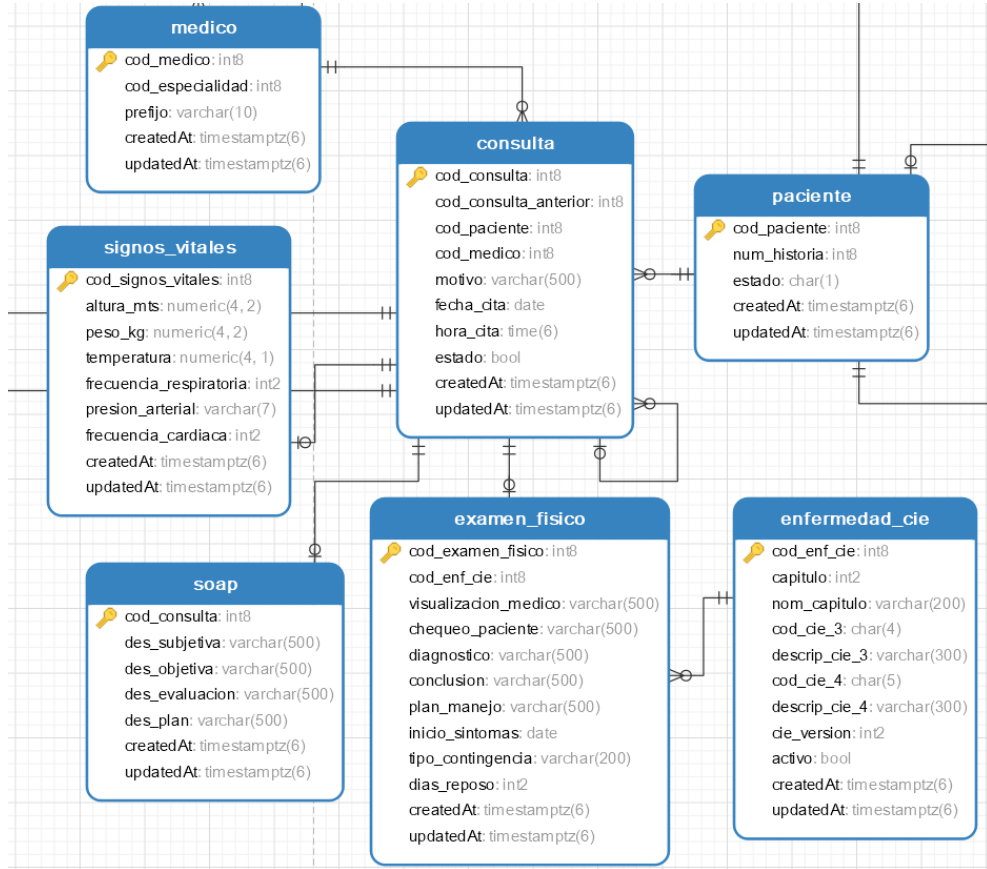 medico
cod_medico: int8
cod_especialidad: int8
prefijo: varchar(10)
createdAt: timestamptz(6)
updatedAt: timestamptz(6)
consulta
cod_consulta: int8
cod_consulta_anterior: int8
cod_paciente: int8
cod_medico: int8
motivo: varchar(500)
fecha_cita: date
hora_cita: time(6)
estado: bool
createdAt: timestamptz(6)
updatedAt: timestamptz(6)
paciente
cod_paciente: int8
num_historia: int8
estado: char(1)
createdAt: timestamptz(6)
updatedAt: timestamptz(6)
signos_vitales
cod_signos_vitales: int8
altura_mts: numeric(4, 2)
peso_kg: numeric(4, 2)
temperatura: numeric(4, 1)
frecuencia_respiratoria: int2
presion_arterial: varchar(7)
frecuencia_cardiaca: int2
createdAt: timestamptz(6)
updatedAt: timestamptz(6)
soap
cod_consulta: int8
des_subjetiva: varchar(500)
des_objetiva: varchar(500)
des_evaluacion: varchar(500)
des_plan: varchar(500)
createdAt: timestamptz(6)
updatedAt: timestamptz(6)
examen_fisico
cod_examen_fisico: int8
cod_enf_cie: int8
visualizacion_medico: varchar(500)
chequeo_paciente: varchar(500)
diagnostico: varchar(500)
conclusion: varchar(500)
plan_manejo: varchar(500)
inicio_sintomas: date
tipo_contingencia: varchar(200)
dias_reposo: int2
createdAt: timestamptz(6)
updatedAt: timestamptz(6)
enfermedad_cie
cod_enf_cie: int8
capitulo: int2
nom_capitulo: varchar(200)
cod_cie_3: char(4)
descrip_cie_3: varchar(300)
cod_cie_4: char(5)
descrip_cie_4: varchar(300)
cie_version: int2
activo: bool
createdAt: timestamptz(6)
updatedAt: timestamptz(6)